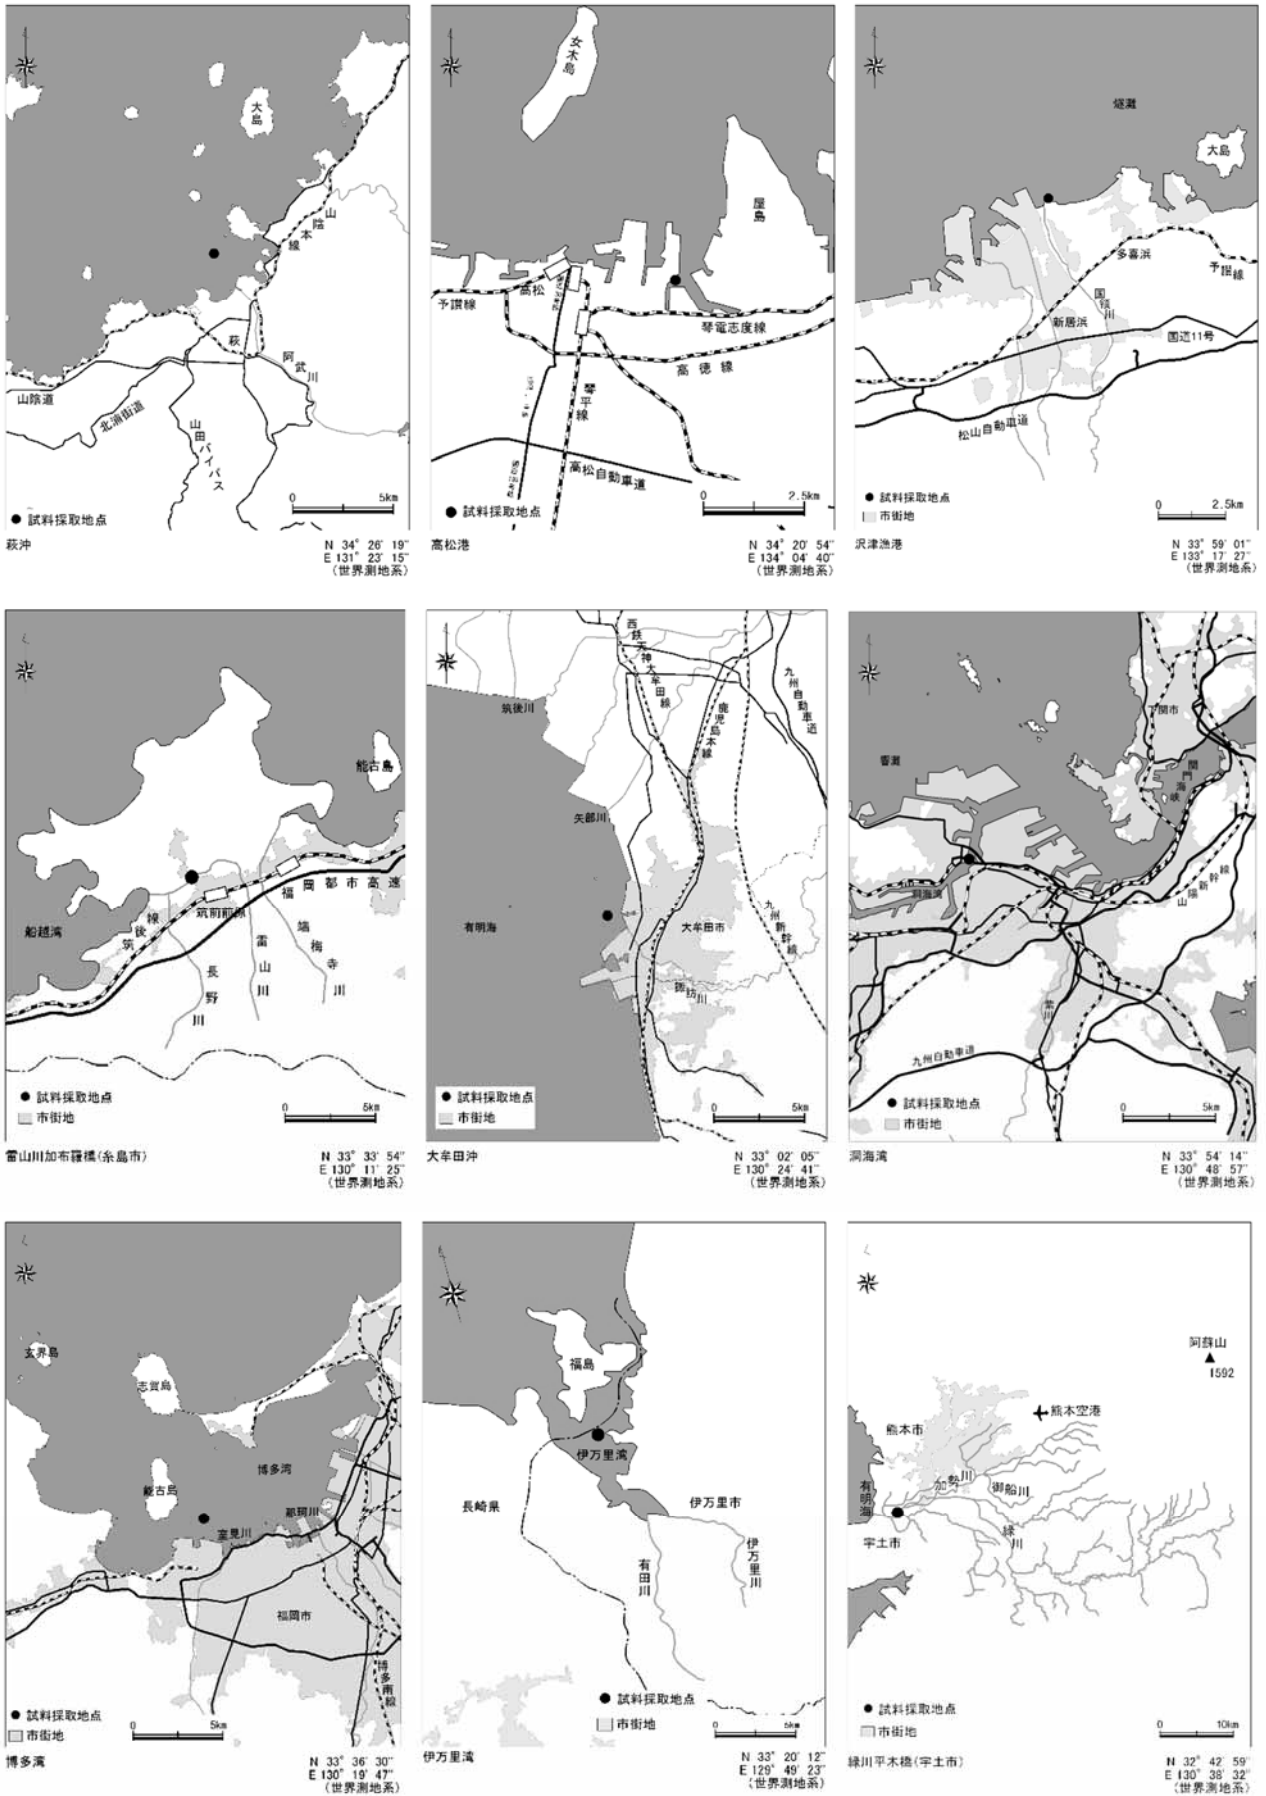 大島
山陰本線
萩
阿武川
山陰道
北浦街道
山田バイパス
0 5km
● 試料採取地点
萩沖
N 34° 26' 19"
E 131° 23' 15"
(世界測地系)
女木島
屋島
高松
予讃線
琴電志度線
高徳線
琴平線
高松自動車道
0 2.5km
● 試料採取地点
高松港
N 34° 20' 54"
E 134° 04' 40"
(世界測地系)
燧灘
大島
多喜浜
予讃線
国領川
新居浜
国道11号
松山自動車道
● 試料採取地点
市街地
0 2.5km
沢津漁港
N 33° 59' 01"
E 133° 17' 27"
(世界測地系)
能古島
福岡都市高速
筑前前原
筑後線
船越湾
雷山川
瑞梅寺川
長野川
● 試料採取地点
市街地
0 5km
雷山川加布羅橋(糸島市)
N 33° 33' 54"
E 130° 11' 25"
(世界測地系)
西鉄天神大牟田線
九州自動車道
筑後川
鹿児島本線
矢部川
有明海
大牟田市
九州新幹線
諏訪川
● 試料採取地点
市街地
0 5km
大牟田沖
N 33° 02' 05"
E 130° 24' 41"
(世界測地系)
下関市
響灘
関門海峡
洞海湾
山陽新幹線
紫川
九州自動車道
● 試料採取地点
市街地
0 5km
洞海湾
N 33° 54' 14"
E 130° 48' 57"
(世界測地系)
玄界島
志賀島
博多湾
能古島
那珂川
室見川
福岡市
博多南線
● 試料採取地点
市街地
0 5km
博多湾
N 33° 36' 30"
E 130° 19' 47"
(世界測地系)
福島
伊万里湾
長崎県
伊万里市
有田川
伊万里川
● 試料採取地点
市街地
0 5km
伊万里湾
N 33° 20' 12"
E 129° 49' 23"
(世界測地系)
阿蘇山
▲
1592
熊本空港
熊本市
加勢川
御船川
有明海
宇土市
緑川
● 試料採取地点
市街地
0 10km
緑川平木橋(宇土市)
N 32° 42' 59"
E 130° 38' 32"
(世界測地系)